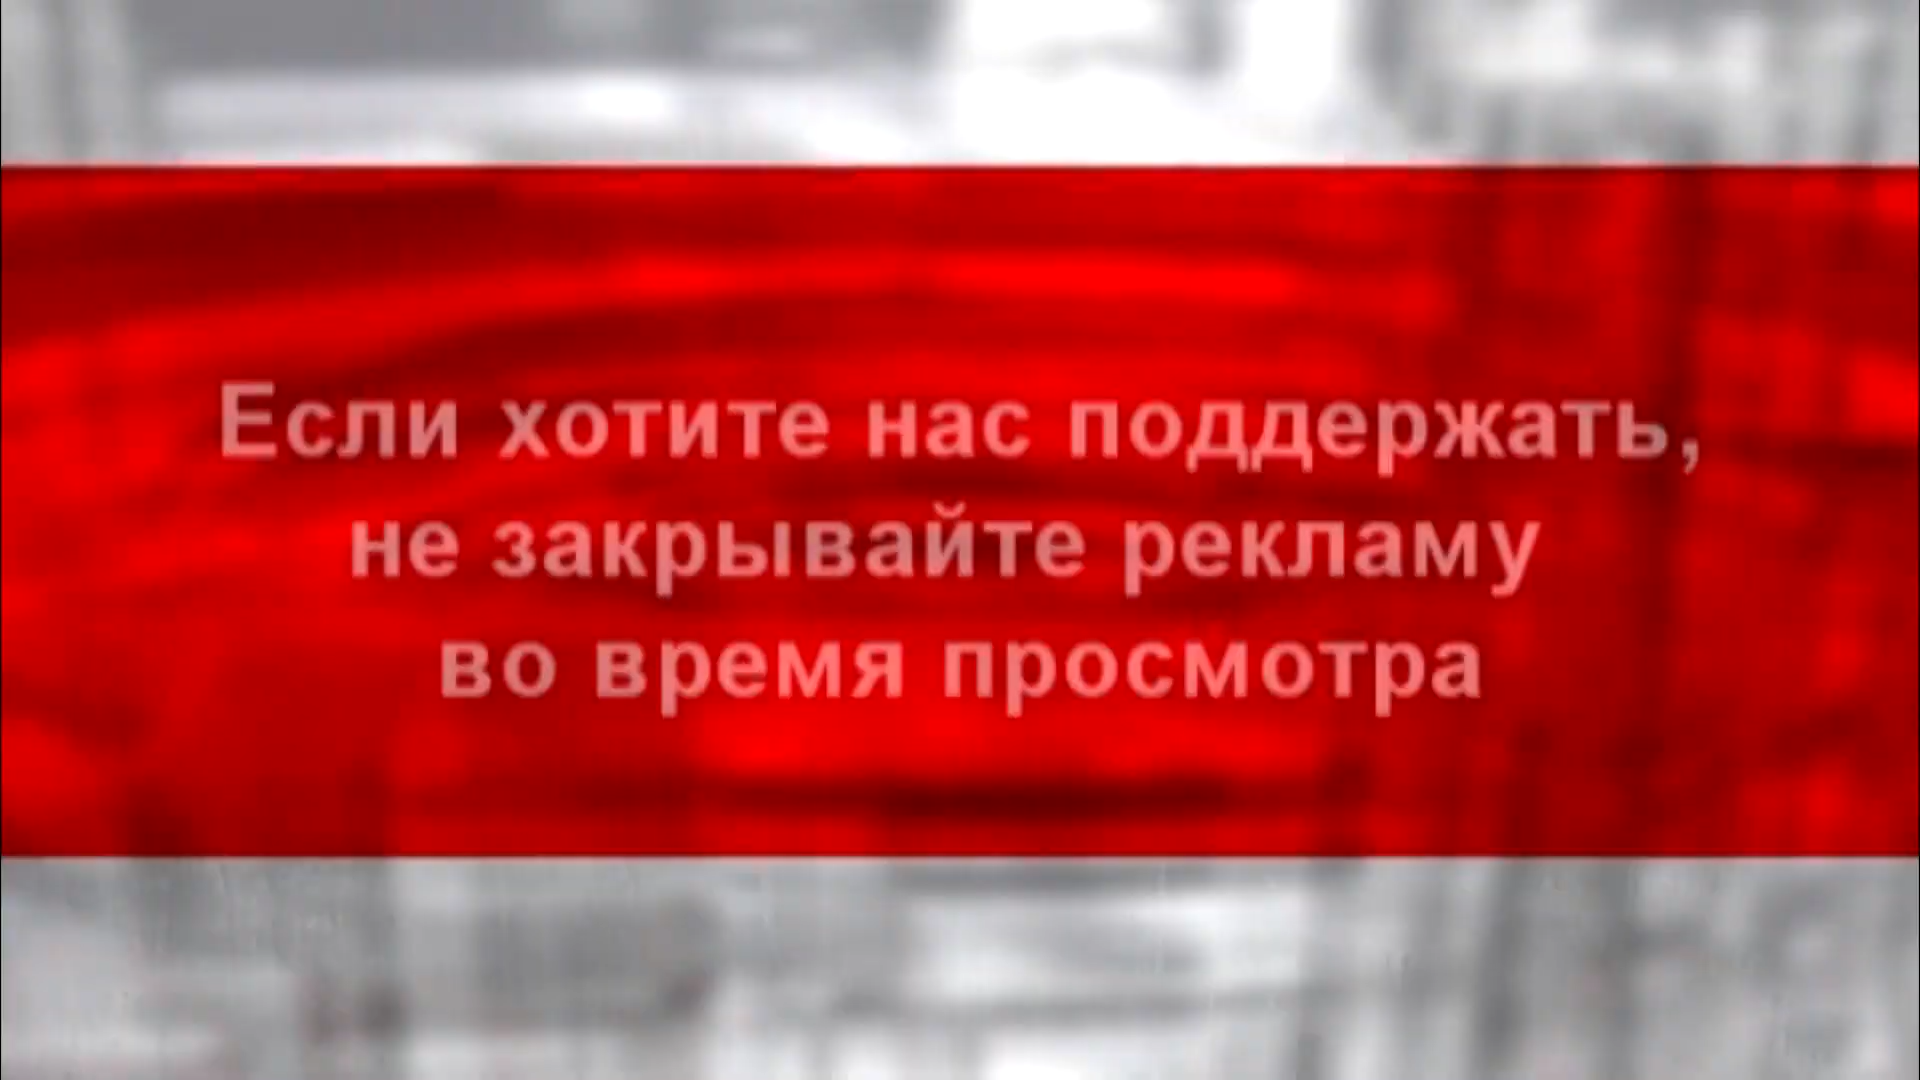 Если хотите нас поддержать,
не закрывайте рекламу
во время просмотра